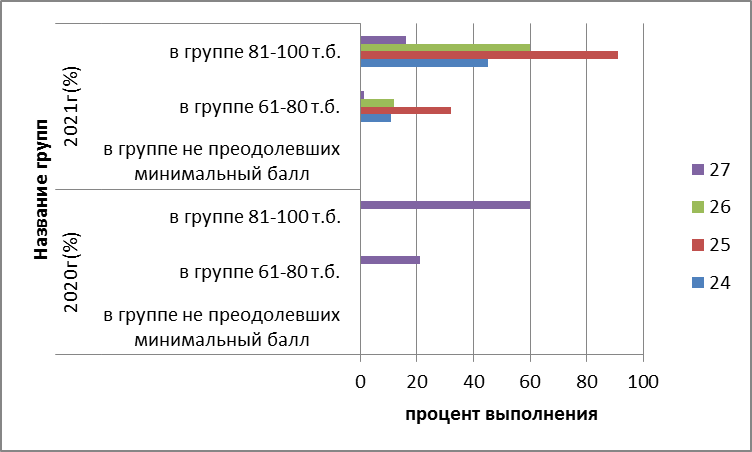 Название групп
2021г(%)
в группе 81-100 т.б.
в группе 61-80 т.б.
в группе не преодолевших
минимальный балл
2020г(%)
в группе 81-100 т.б.
в группе 61-80 т.б.
в группе не преодолевших
минимальный балл
0 20 40 60 80 100
процент выполнения
27
26
25
24